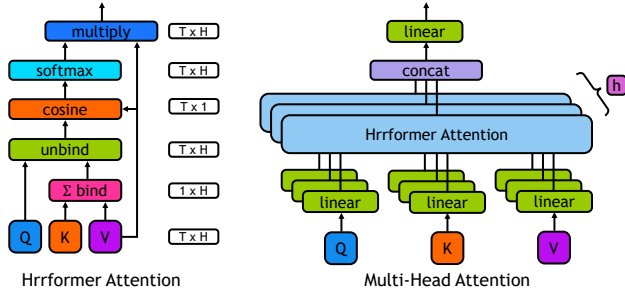 multiply
T x H
softmax
T x H
cosine
T x 1
unbind
T x H
Σ bind
1 x H
Q
K
V
T x H
Hrrformer Attention
linear
concat
h
Hrrformer Attention
linear
linear
linear
Q
K
V
Multi-Head Attention